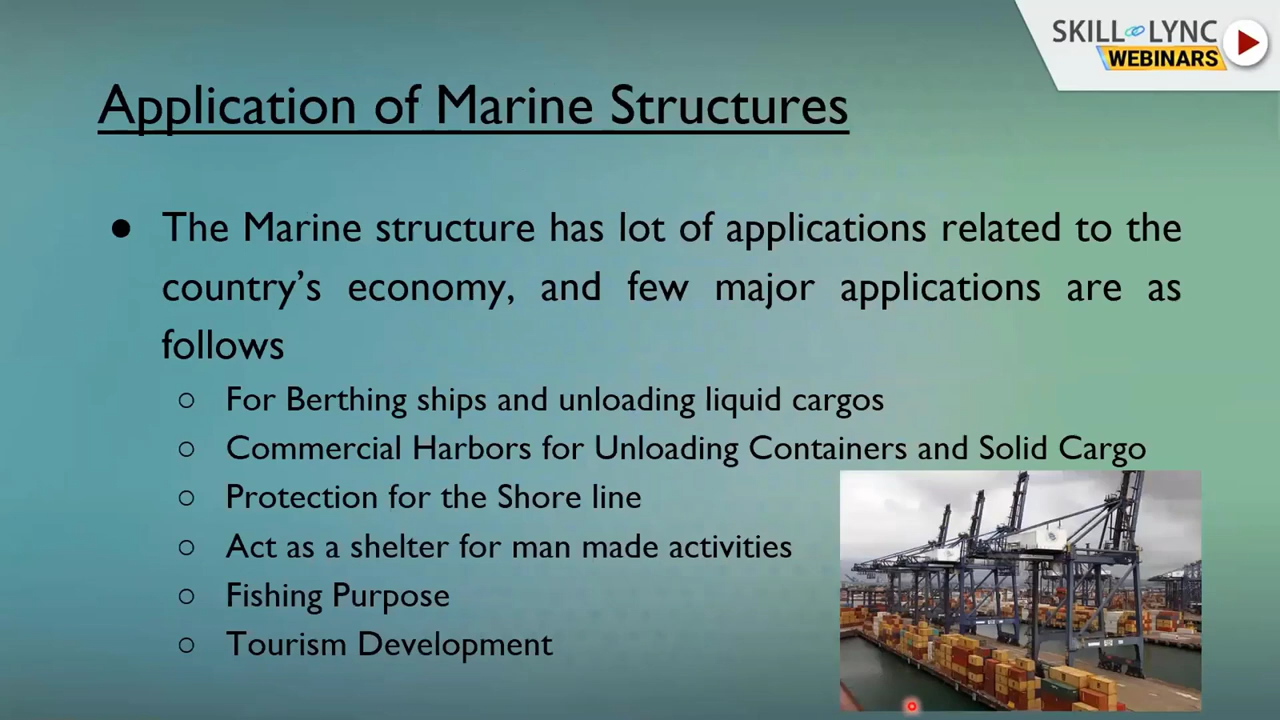 SKILL LYNC
WEBINARS
Application of Marine Structures
● The Marine structure has lot of applications related to the
country’s economy, and few major applications are as
follows
○ For Berthing ships and unloading liquid cargos
○ Commercial Harbors for Unloading Containers and Solid Cargo
○ Protection for the Shore line
○ Act as a shelter for man made activities
○ Fishing Purpose
○ Tourism Development